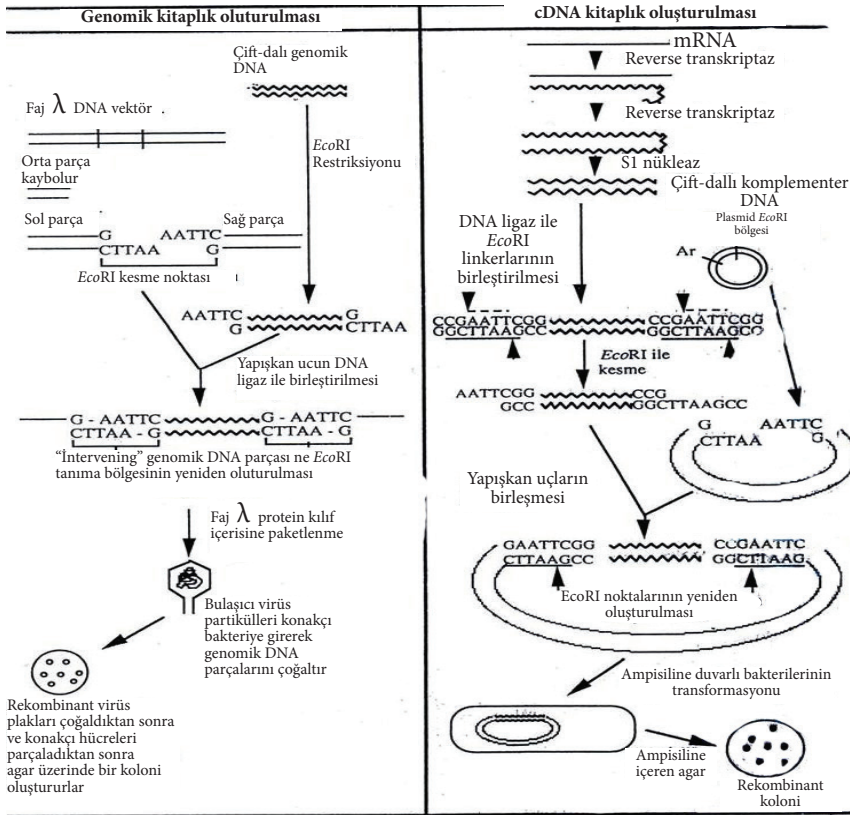 Genomik kitaplık oluturulması
Çift-dalı genomik
DNA
Faj λ DNA vektör
Orta parça
kaybolur
EcoRI
Restriksiyonu
Sol parça
Sağ parça
G AATTC
CTTAA G
EcoRI kesme noktası
AATTC G
G CTTAA
Yapışkan ucun DNA
ligaz ile birleştirilmesi
G - AATTC G - AATTC
CTTAA - G CTTAA - G
“İntervening” genomik DNA parçası ne EcoRI
tanıma bölgesinin yeniden oluturulması
Faj λ protein kılıf
içerisine paketlenme
Bulaşıcı virüs
partikülleri konakçı
bakteriye girerek
genomik DNA
parçalarını çoğaltır
Rekombinant virüs
plakları çoğaldıktan sonra
ve konakçı hücreleri
parçaladıktan sonra
agar üzerinde bir koloni
oluştururlar
cDNA kitaplık oluşturulması
mRNA
Reverse transkriptaz
Reverse transkriptaz
S1 nükleaz
Çift-dallı komplementer
DNA
Plasmid EcoRI
bölgesi
Ar
DNA ligaz ile
EcoRI
linkerlarının
birleştirilmesi
CCGAATTCGG CCGAATTCGG
GGCTTAAGCC GGCTTAAGCC
EcoRI ile
kesme
AATTCGG CCG
GCC GGCTTAAGCC
G AATTC
CTTAA G
Yapışkan uçların
birleşmesi
GAATTCGG CCGAATTC
CTTAAGCC GGCTTAAG
EcoRI noktalarının yeniden
oluşturulması
Ampisiline duvarlı bakterilerinin
transformasyonu
Ampisiline
içeren agar
Rekombinant
koloni